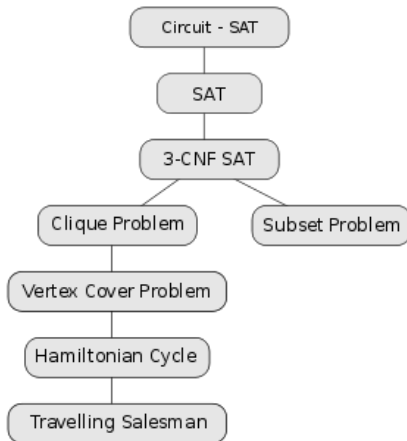 Circuit - SAT
SAT
3-CNF SAT
Clique Problem
Subset Problem
Vertex Cover Problem
Hamiltonian Cycle
Travelling Salesman